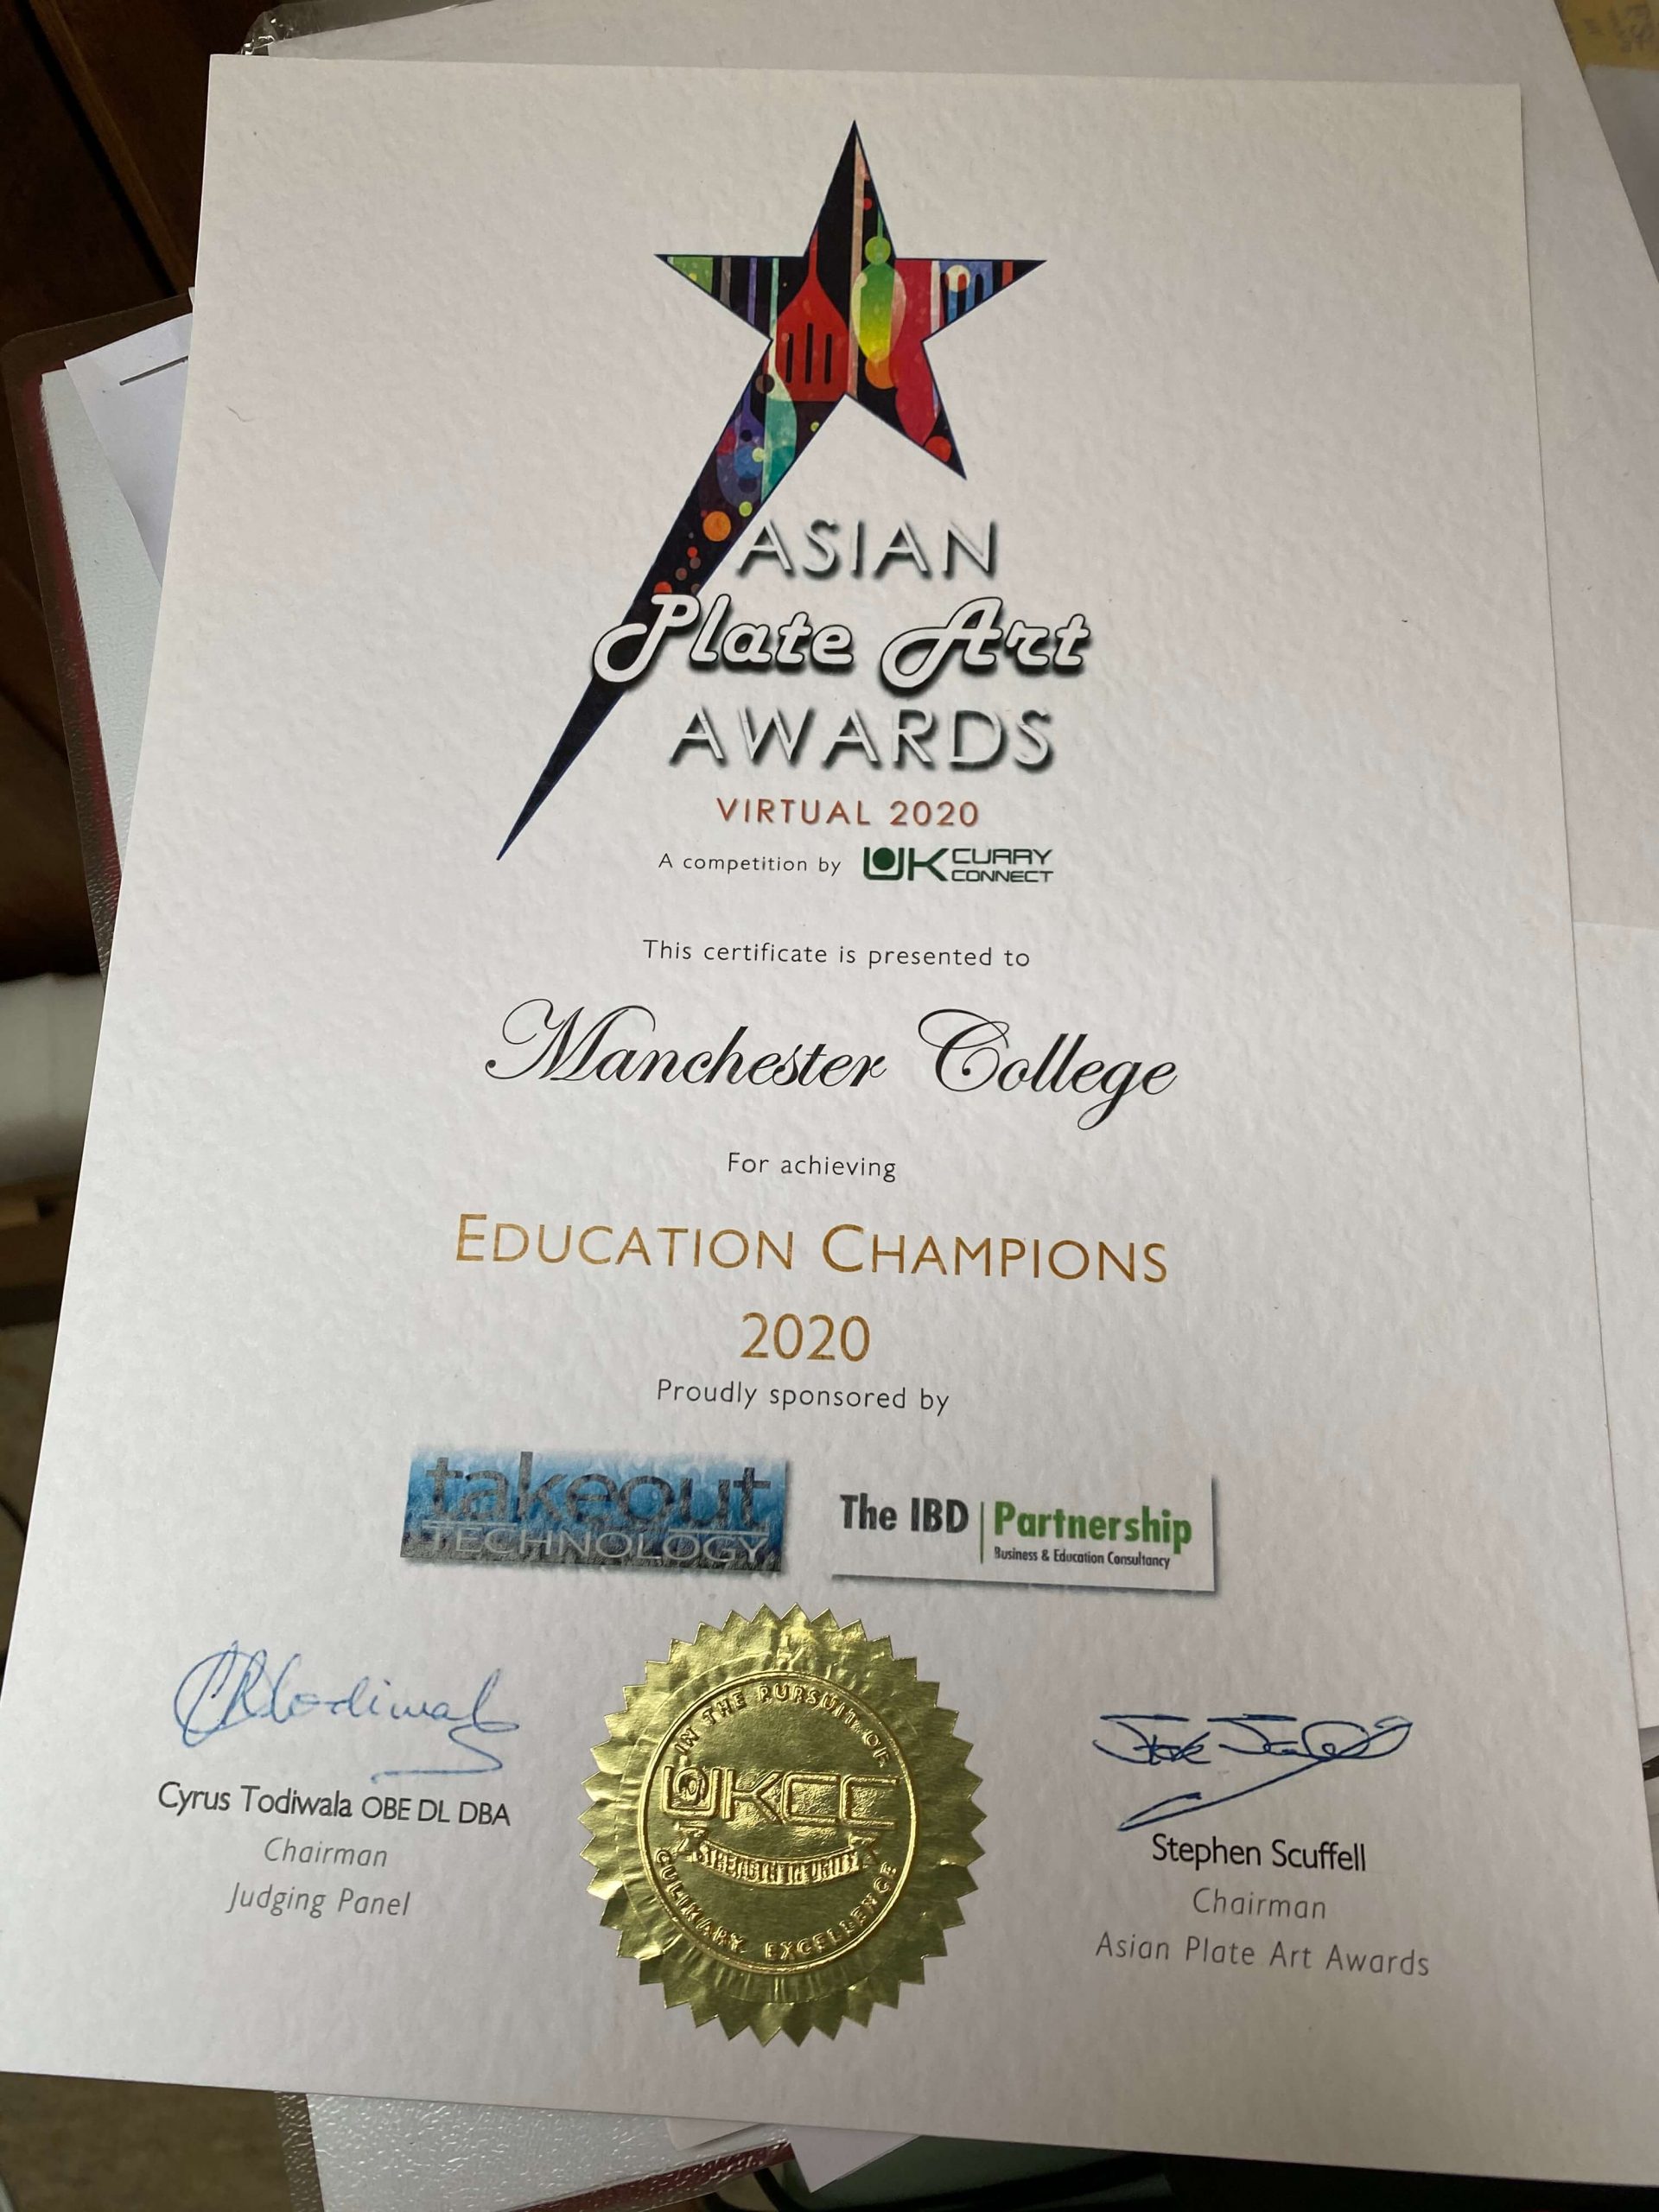 ASIAN
Plate Art
AWARDS
VIRTUAL 2020
A competition by UK CURRY CONNECT
This certificate is presented to
Manchester College
For achieving
EDUCATION CHAMPIONS
2020
Proudly sponsored by
takeout
TECHNOLOGY
The IBD Partnership
Business & Education Consultancy
Cyrus Todiwala OBE DL DBA
Chairman
Judging Panel
IN THE PURSUIT OF
UKCC
STRENGTH IN UNITY
CULINARY EXCELLENCE
Stephen Scuffell
Chairman
Asian Plate Art Awards